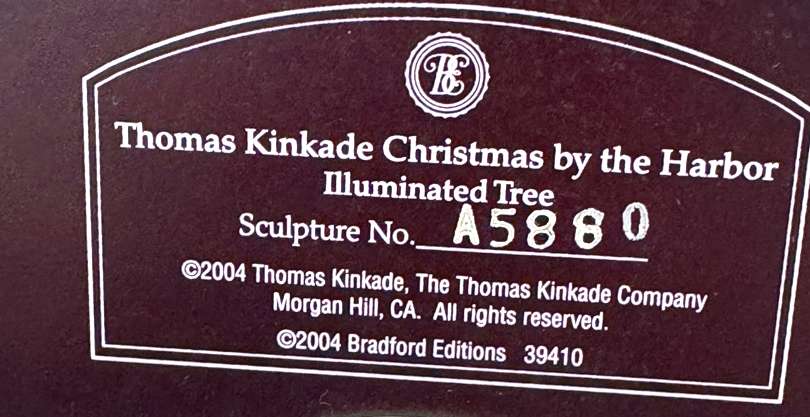 BE
Thomas Kinkade Christmas by the Harbor
Illuminated Tree
Sculpture No. A5880
©2004 Thomas Kinkade, The Thomas Kinkade Company
Morgan Hill, CA. All rights reserved.
©2004 Bradford Editions 39410